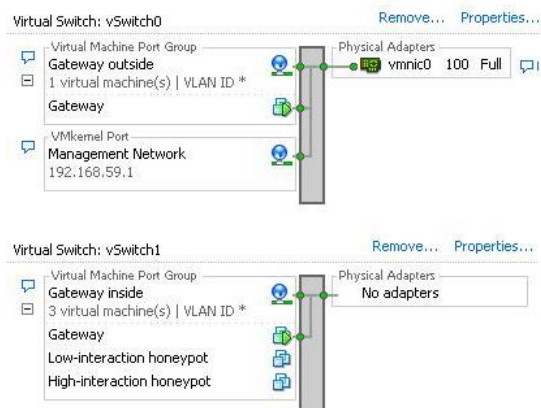 Virtual Switch: vSwitch0 Remove... Properties...
Virtual Machine Port Group Physical Adapters
Gateway outside vmnic0 100 Full
1 virtual machine(s) | VLAN ID *
Gateway
VMkernel Port
Management Network
192.168.59.1
Virtual Switch: vSwitch1 Remove... Properties...
Virtual Machine Port Group Physical Adapters
Gateway inside No adapters
3 virtual machine(s) | VLAN ID *
Gateway
Low-interaction honeypot
High-interaction honeypot